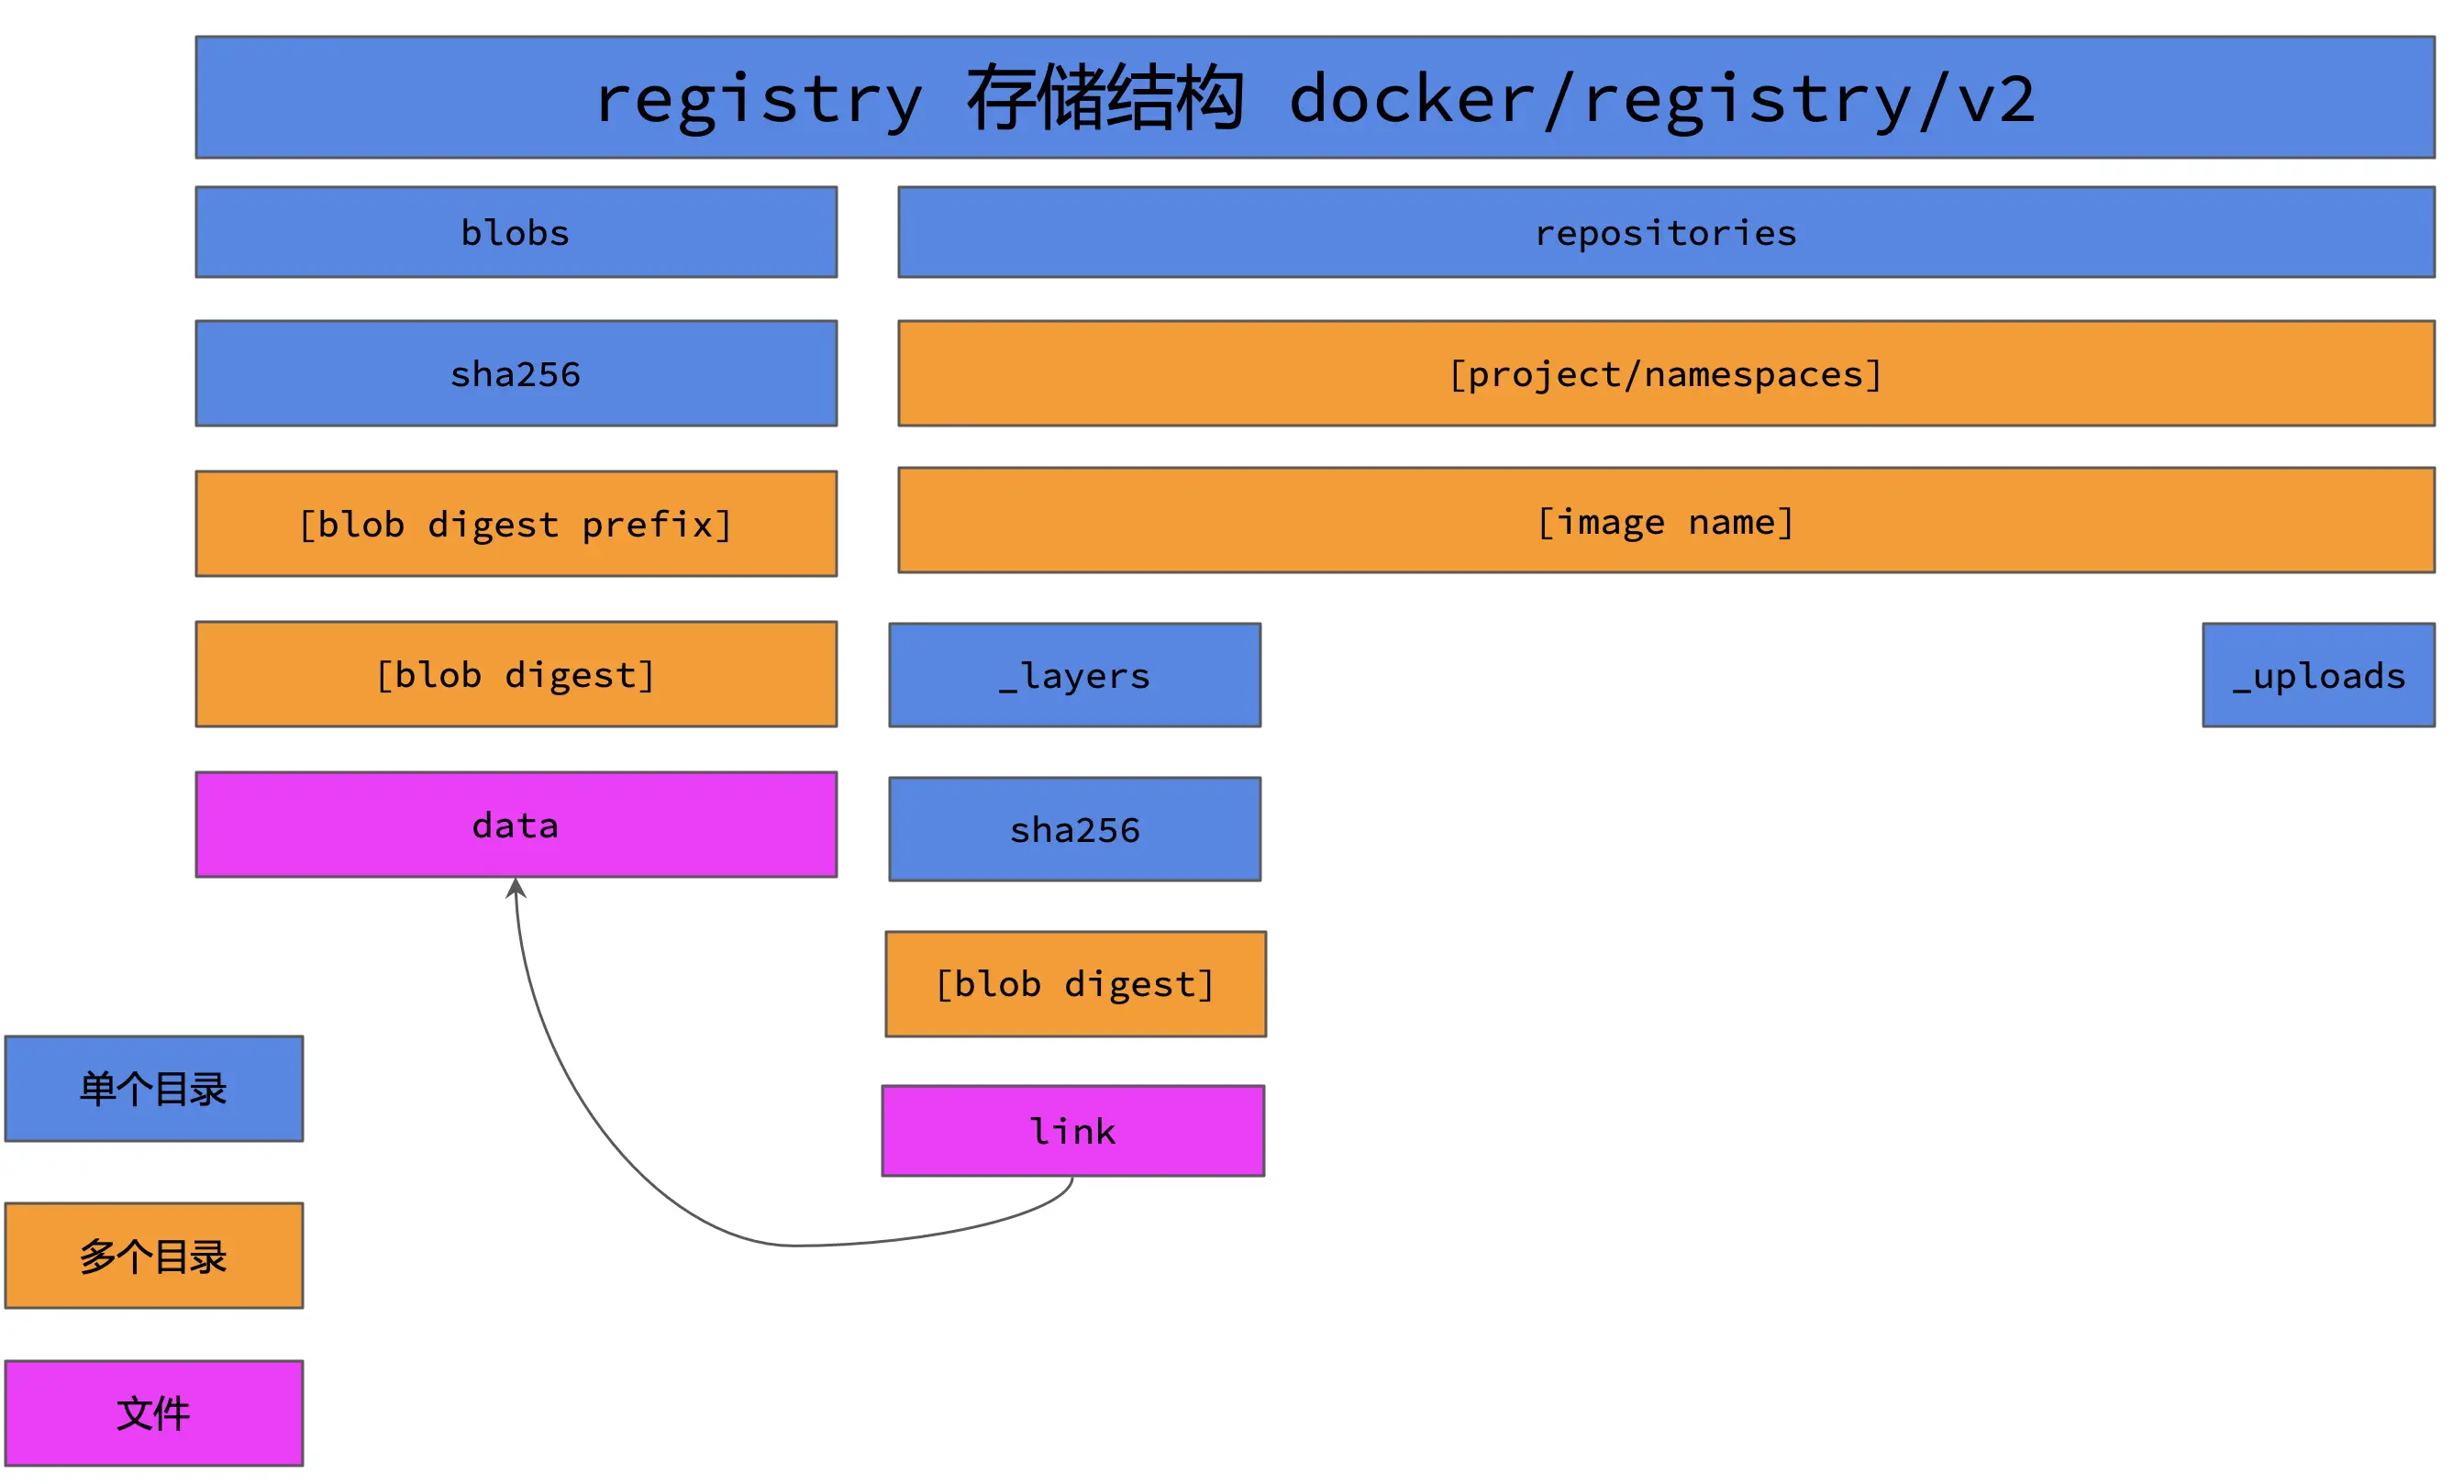 registry 存储结构 docker/registry/v2
blobs
repositories
sha256
[project/namespaces]
[blob digest prefix]
[image name]
[blob digest]
_layers
_uploads
data
sha256
[blob digest]
link
单个目录
多个目录
文件